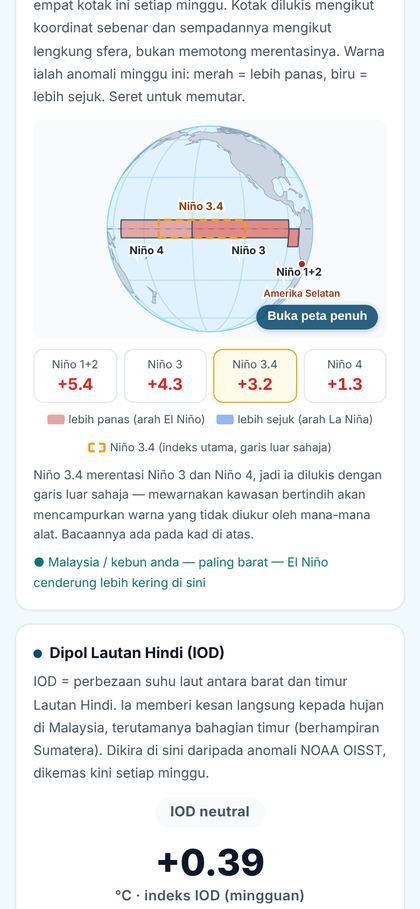 empat kotak ini setiap minggu. Kotak dilukis mengikut
koordinat sebenar dan sempadannya mengikut
lengkung sfera, bukan memotong merentasinya. Warna
ialah anomali minggu ini: merah = lebih panas, biru =
lebih sejuk. Seret untuk memutar.
Niño 3.4
Niño 4
Niño 3
Niño 1+2
Amerika Selatan
Buka peta penuh
Niño 1+2
+5.4
Niño 3
+4.3
Niño 3.4
+3.2
Niño 4
+1.3
lebih panas (arah El Niño)
lebih sejuk (arah La Niña)
Niño 3.4 (indeks utama, garis luar sahaja)
Niño 3.4 merentasi Niño 3 dan Niño 4, jadi ia dilukis dengan
garis luar sahaja — mewarnakan kawasan bertindih akan
mencampurkan warna yang tidak diukur oleh mana-mana
alat. Bacaannya ada pada kad di atas.
Malaysia / kebun anda — paling barat — El Niño
cenderung lebih kering di sini
Dipol Lautan Hindi (IOD)
IOD = perbezaan suhu laut antara barat dan timur
Lautan Hindi. Ia memberi kesan langsung kepada hujan
di Malaysia, terutamanya bahagian timur (berhampiran
Sumatera). Dikira di sini daripada anomali NOAA OISST,
dikemas kini setiap minggu.
IOD neutral
+0.39
°C · indeks IOD (mingguan)